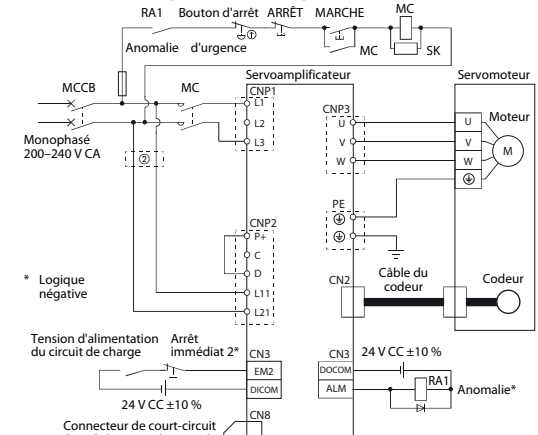 RA1 Bouton d'arrêt ARRÊT MARCHE MC
Anomalie d'urgence MC SK
Servoamplificateur Servomoteur
MCCB MC CNP1
L1
L2
L3
CNP3
U
V
W
U
V
W
Moteur
M
Monophasé
200–240 V CA
②
PE
CNP2
P+
C
D
L11
L21
* Logique
négative
CN2
Câble du
codeur
Codeur
Tension d'alimentation
du circuit de charge
Arrêt
immédiat 2*
CN3
EM2
DICOM
24 V CC ±10 %
CN3
DOCOM
ALM
24 V CC ±10 %
RA1
Anomalie*
CN8
Connecteur de court-circuit